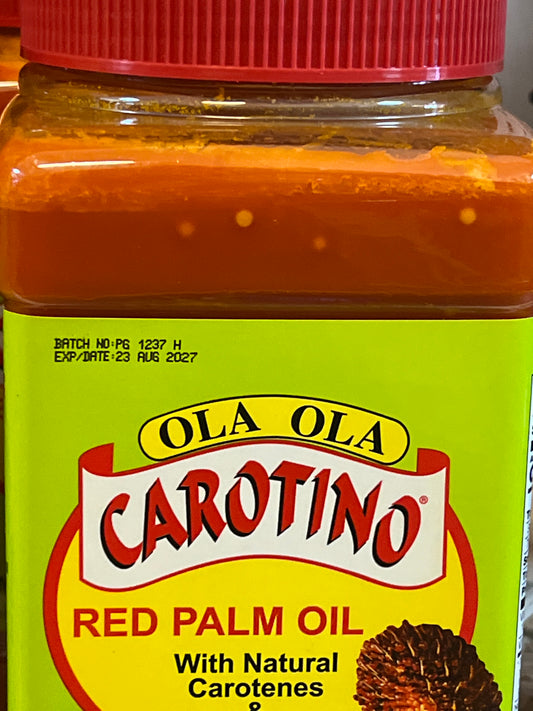 BATCH NO:PG 1237 H
EXP/DATE:23 AUG 2027
OLA OLA
CAROTINO®
RED PALM OIL
With Natural
Carotenes
&